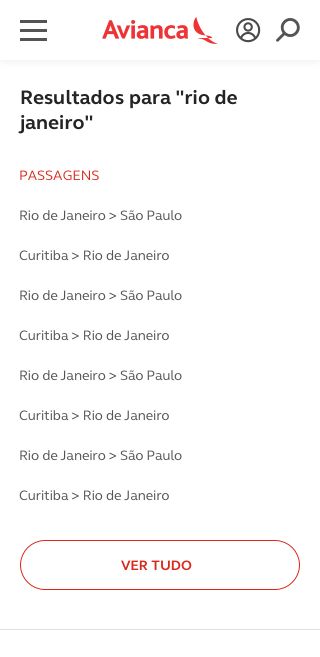 Avianca
Resultados para "rio de
janeiro"
PASSAGENS
Rio de Janeiro > São Paulo
Curitiba > Rio de Janeiro
Rio de Janeiro > São Paulo
Curitiba > Rio de Janeiro
Rio de Janeiro > São Paulo
Curitiba > Rio de Janeiro
Rio de Janeiro > São Paulo
Curitiba > Rio de Janeiro
VER TUDO